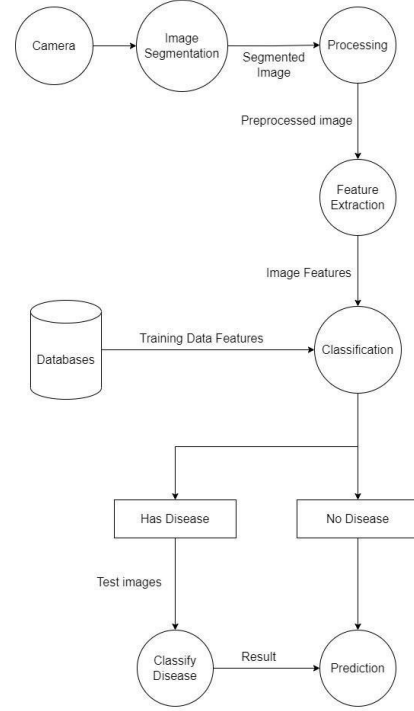 Camera
Image
Segmentation
Segmented
Image
Processing
Preprocessed image
Feature
Extraction
Image Features
Databases
Training Data Features
Classification
Has Disease
No Disease
Test images
Classify
Disease
Result
Prediction